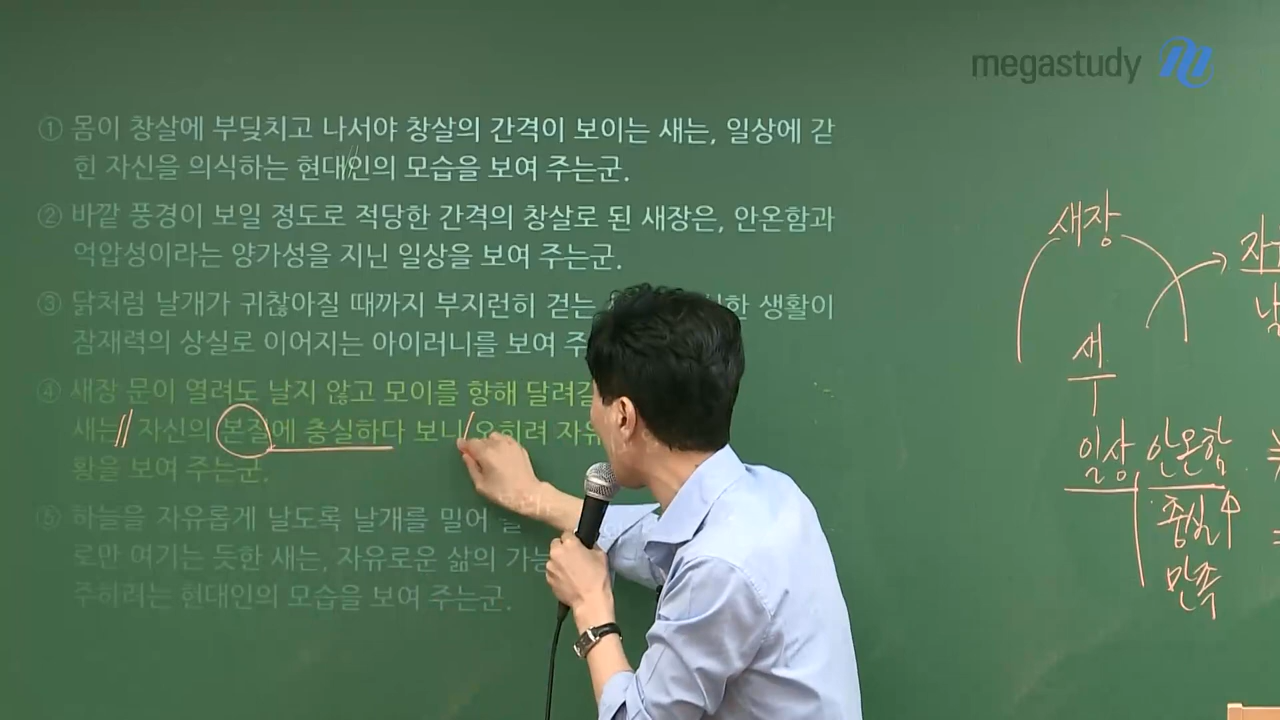 megastudy
① 몸이 창살에 부딪치고 나서야 창살의 간격이 보이는 새는, 일상에 갇
힌 자신을 의식하는 현대인의 모습을 보여 주는군.
② 바깥 풍경이 보일 정도로 적당한 간격의 창살로 된 새장은, 안온함과
억압성이라는 양가성을 지닌 일상을 보여 주는군.
③ 닭처럼 날개가 귀찮아질 때까지 부지런히 걷는 생활이
잠재력의 상실로 이어지는 아이러니를 보여
④ 새장 문이 열려도 날지 않고 모이를 향해
새는 자신의 본질에 충실하다 보니 오히려
황을 보여 주는군.
⑤ 하늘을 자유롭게 날도록 날개를 밀어
로만 여기는 듯한 새는, 자유로운 삶의
주하려는 현대인의 모습을 보여 주는군.
새장
새
일상 안온함
충실
만족